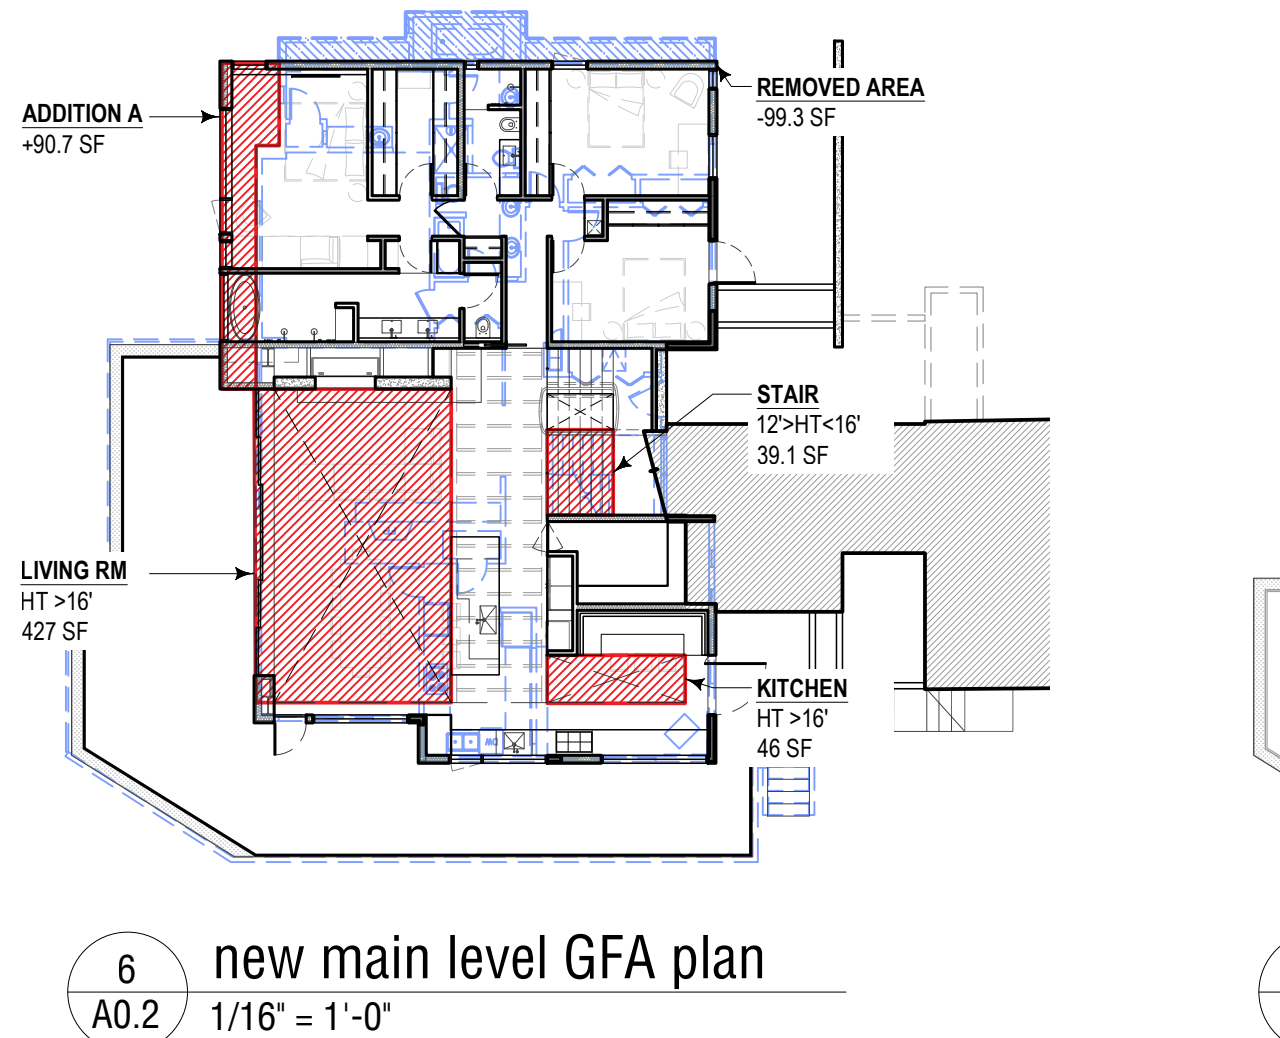 ADDITION A
+90.7 SF
REMOVED AREA
-99.3 SF
STAIR
12'>HT<16'
39.1 SF
LIVING RM
HT >16'
427 SF
KITCHEN
HT >16'
46 SF
DW
6
A0.2
new main level GFA plan
1/16" = 1'-0"